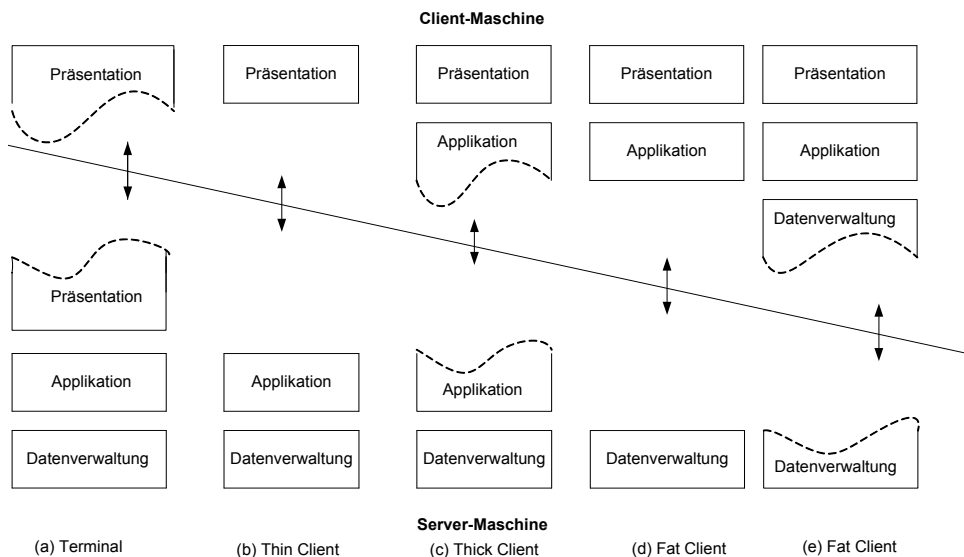 Client-Maschine
Präsentation
Präsentation
Präsentation
Präsentation
Präsentation
Applikation
Applikation
Applikation
Datenverwaltung
Präsentation
Applikation
Applikation
Applikation
Datenverwaltung
Datenverwaltung
Datenverwaltung
Datenverwaltung
Datenverwaltung
Server-Maschine
(a) Terminal
(b) Thin Client
(c) Thick Client
(d) Fat Client
(e) Fat Client